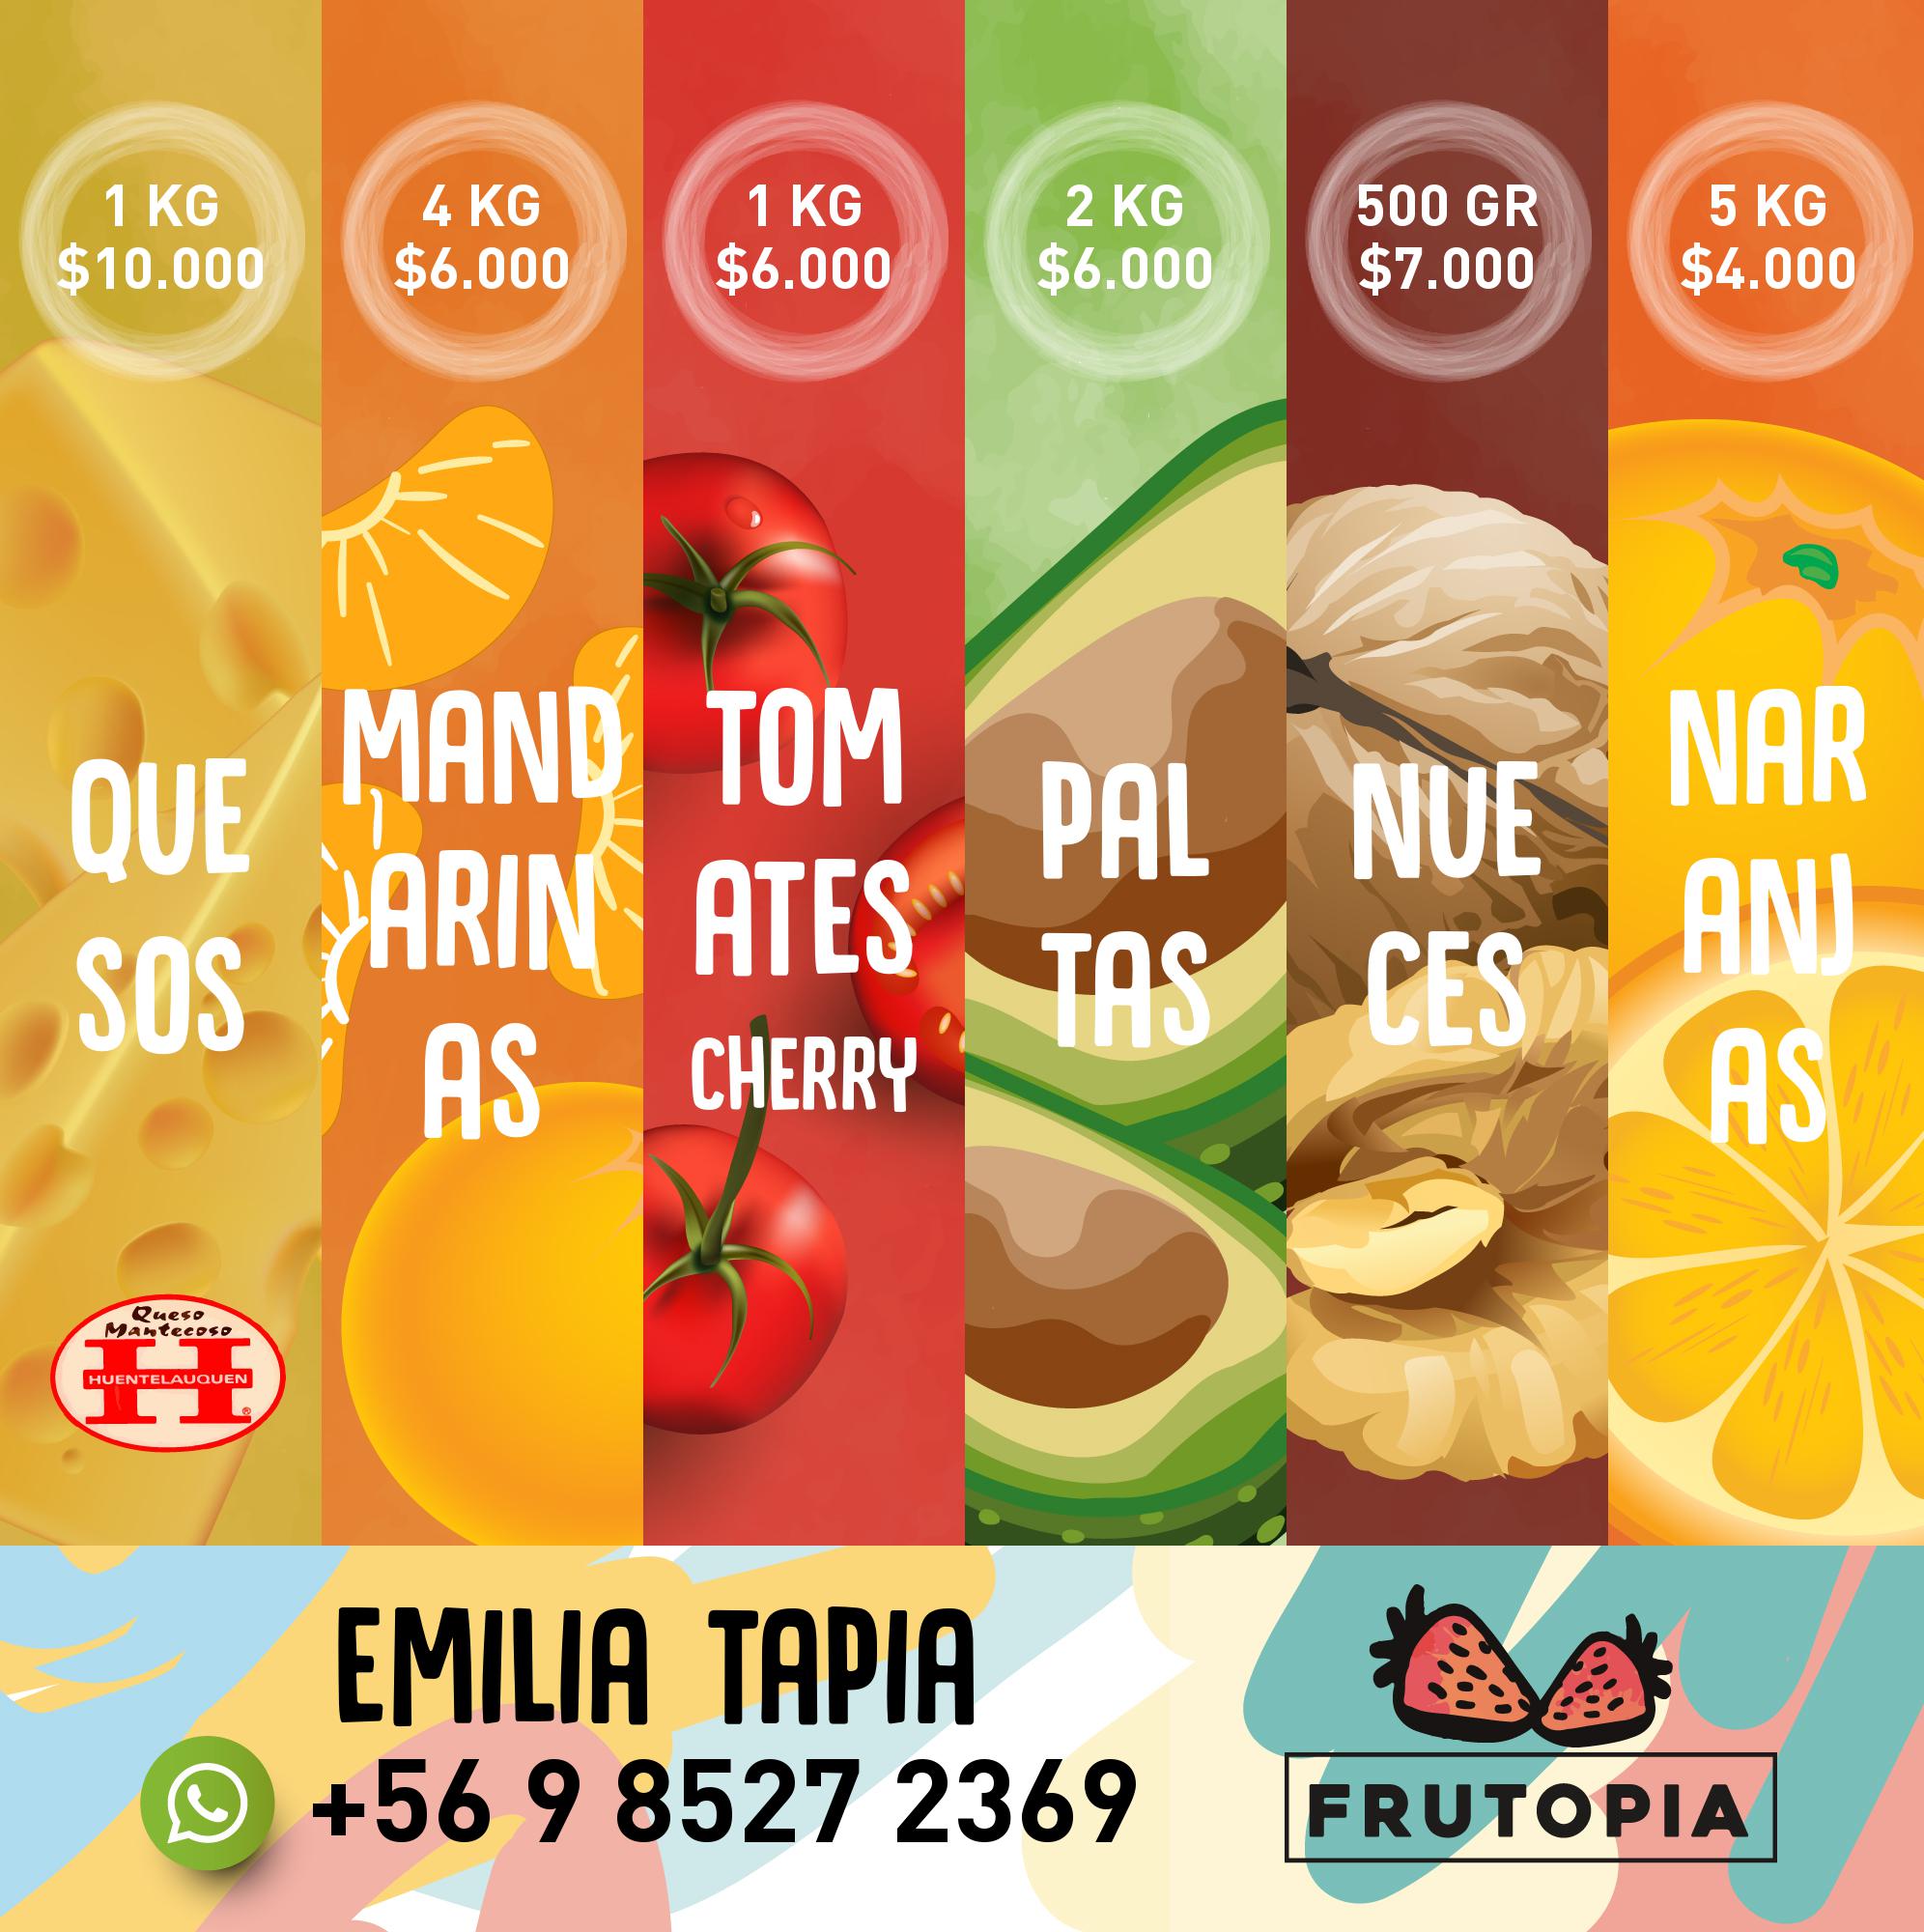 1 KG
$10.000
QUE
SOS
Queso
Mantecoso
H
HUENTELAUQUEN
®
4 KG
$6.000
MAND
ARIN
AS
1 KG
$6.000
TOM
ATES
CHERRY
2 KG
$6.000
PAL
TAS
500 GR
$7.000
NUE
CES
5 KG
$4.000
NAR
ANJ
AS
EMILIA TAPIA
+56 9 8527 2369
FRUTOPIA